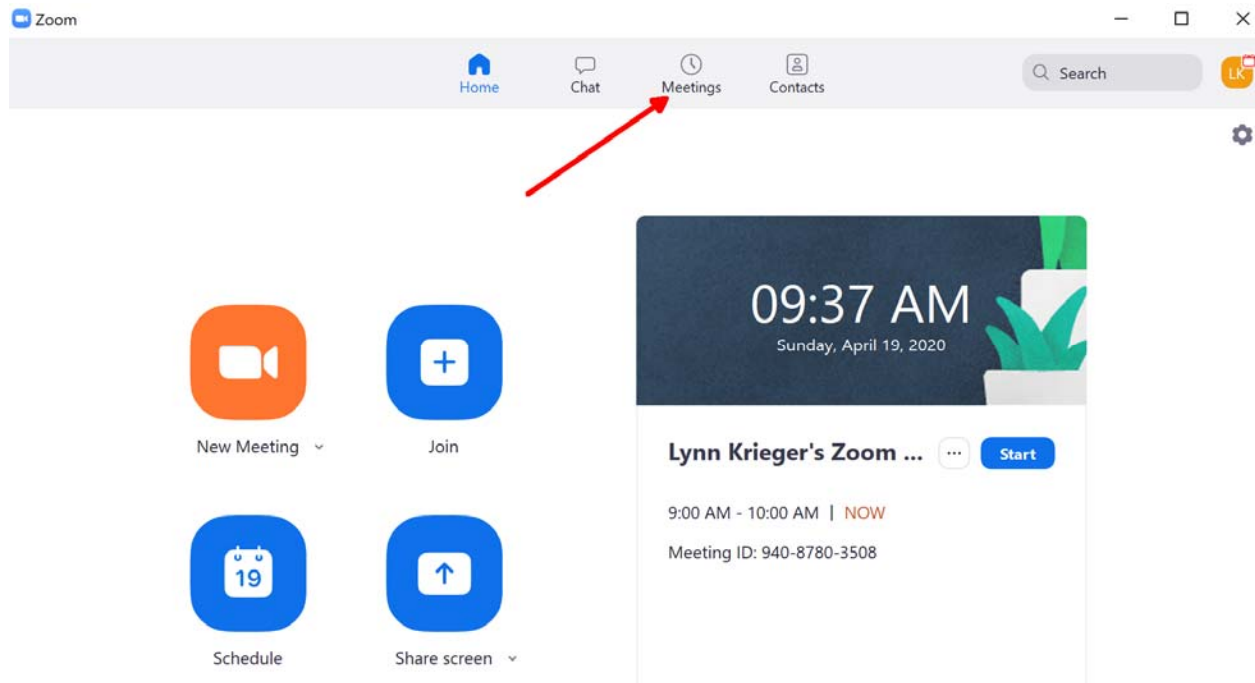 Zoom
Home
Chat
Meetings
Contacts
Search
LK
09:37 AM
Sunday, April 19, 2020
New Meeting
Join
Lynn Krieger's Zoom ...
Start
9:00 AM - 10:00 AM | NOW
Meeting ID: 940-8780-3508
19
Schedule
Share screen